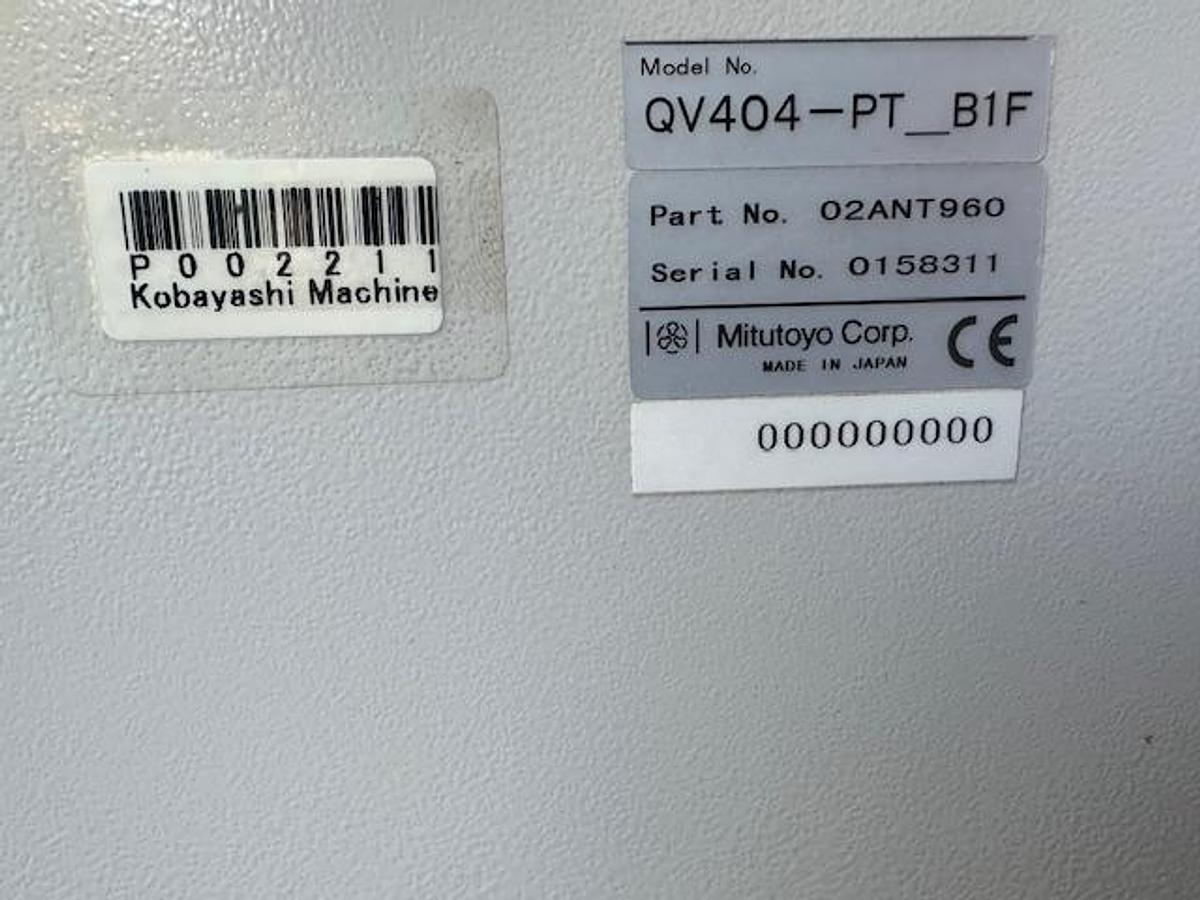 P002211
Kobayashi Machine
Model No.
QV404-PT_B1F
Part No. 02ANT960
Serial No. 0158311
Mitutoyo Corp. CE
MADE IN JAPAN
000000000